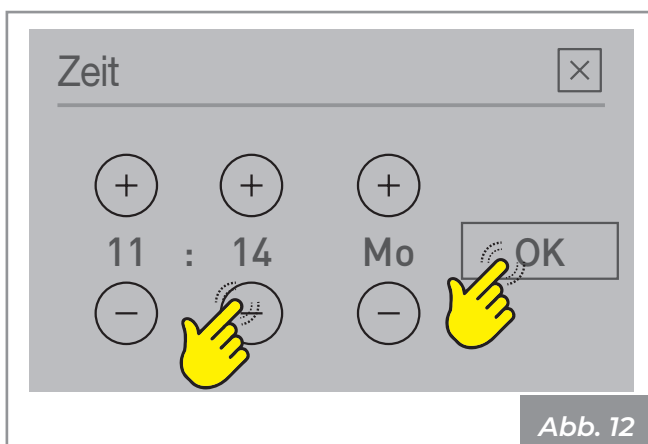 Zeit ×
+ + +
11 : 14 Mo OK
− − −
Abb. 12